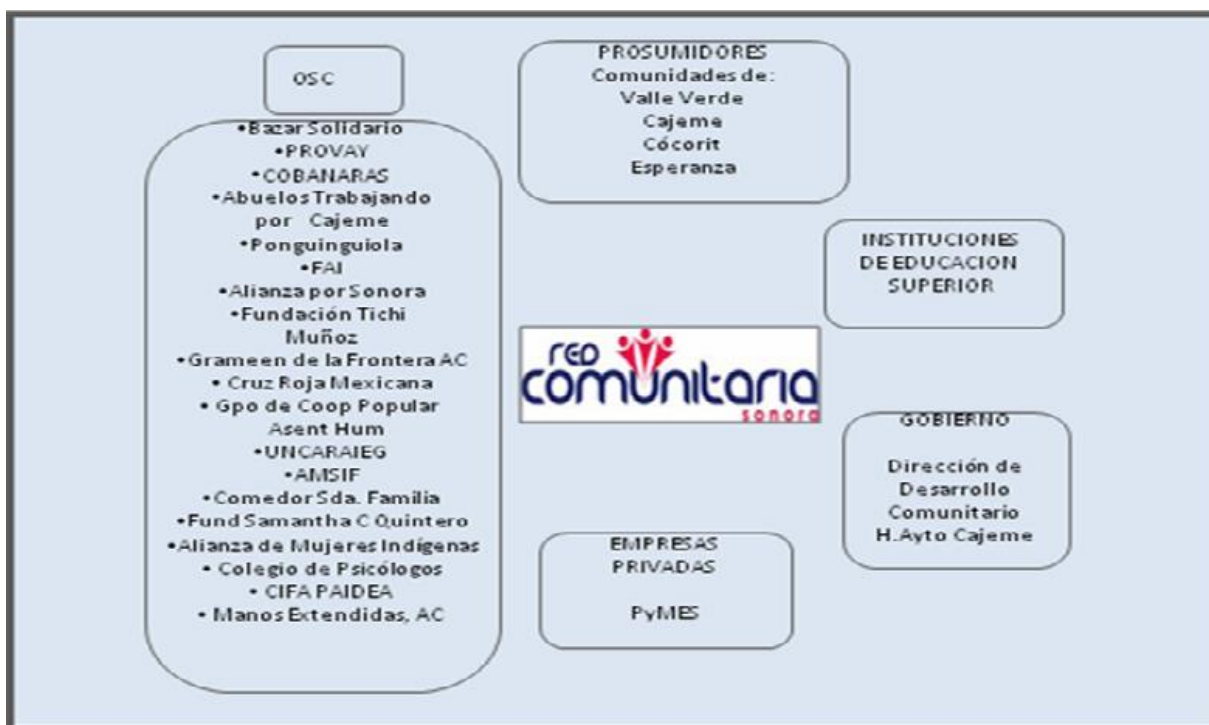 OSC
•Bazar Solidario
•PROVAY
•COBANARAS
•Abuelos Trabajando
por Cajeme
•Ponguinguiola
•FAI
•Alianza por Sonora
•Fundación Tichi
Muñoz
•Grameen de la Frontera AC
• Cruz Roja Mexicana
• Gpo de Coop Popular
Asent Hum
•UNCARAIEG
•AMSIF
•Comedor Sda. Familia
•Fund Samantha C Quintero
•Alianza de Mujeres Indígenas
• Colegio de Psicólogos
• CIFA PAIDEA
• Manos Extendidas, AC
PROSUMIDORES
Comunidades de:
Valle Verde
Cajeme
Cócorit
Esperanza
INSTITUCIONES
DE EDUCACION
SUPERIOR
red
comunitaria
sonora
GOBIERNO
Dirección de
Desarrollo
Comunitario
H.Ayto Cajeme
EMPRESAS
PRIVADAS
PyMES